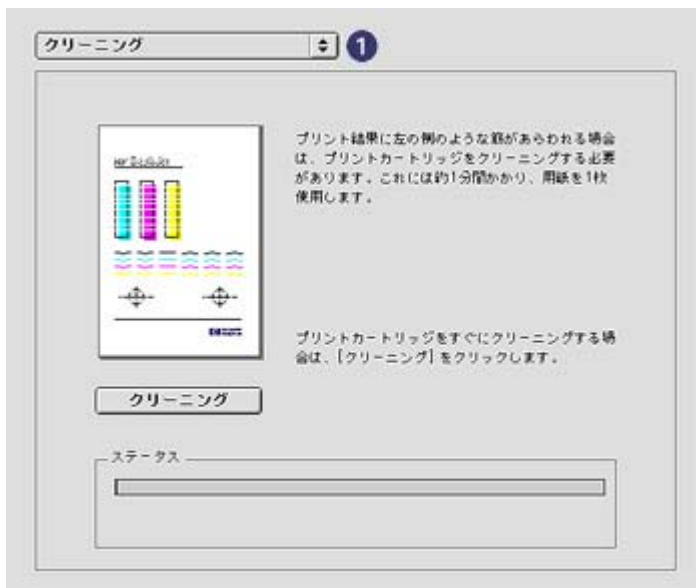 クリーニング
1
プリント結果に左の例のような筋があらわれる場合
は、プリントカートリッジをクリーニングする必要
があります。これには約1分間かかり、用紙を1枚
使用します。
プリントカートリッジをすぐにクリーニングする場
合は、[クリーニング] をクリックします。
クリーニング
ステータス